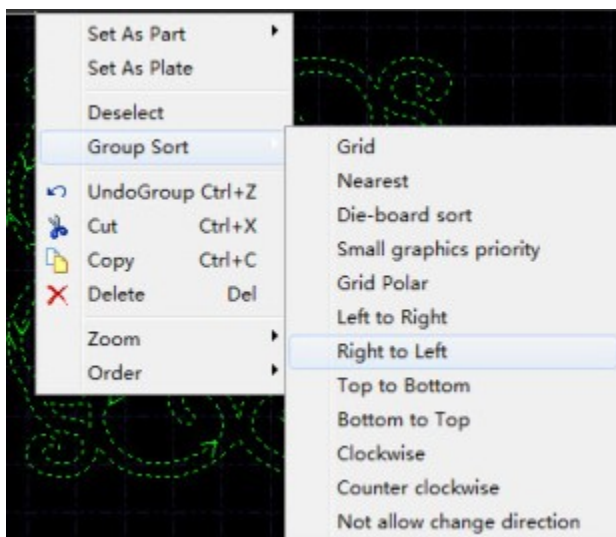 Set As Part
Set As Plate
Deselect
Group Sort
UndoGroup Ctrl+Z
Cut Ctrl+X
Copy Ctrl+C
Delete Del
Zoom
Order
Grid
Nearest
Die-board sort
Small graphics priority
Grid Polar
Left to Right
Right to Left
Top to Bottom
Bottom to Top
Clockwise
Counter clockwise
Not allow change direction